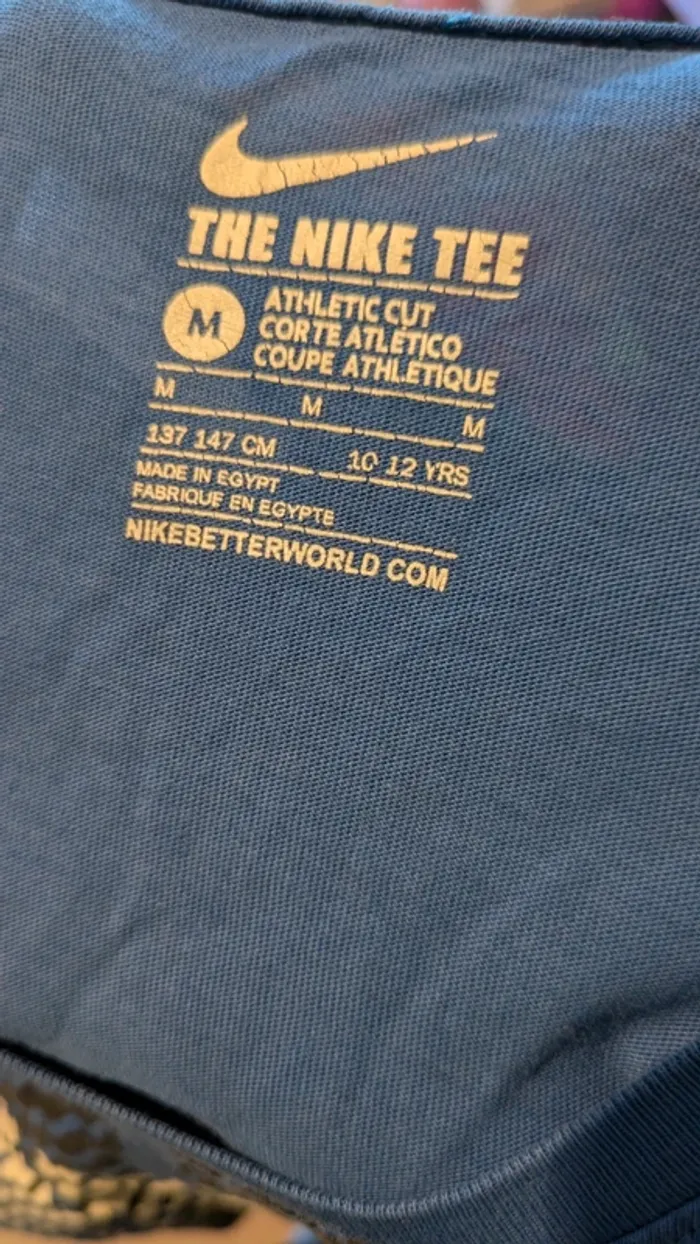 THE NIKE TEE
M
ATHLETIC CUT
CORTE ATLÉTICO
COUPE ATHLÉTIQUE
M M M
137 147 CM 10 12 YRS
MADE IN EGYPT
FABRIQUE EN EGYPTE
NIKEBETTERWORLD COM